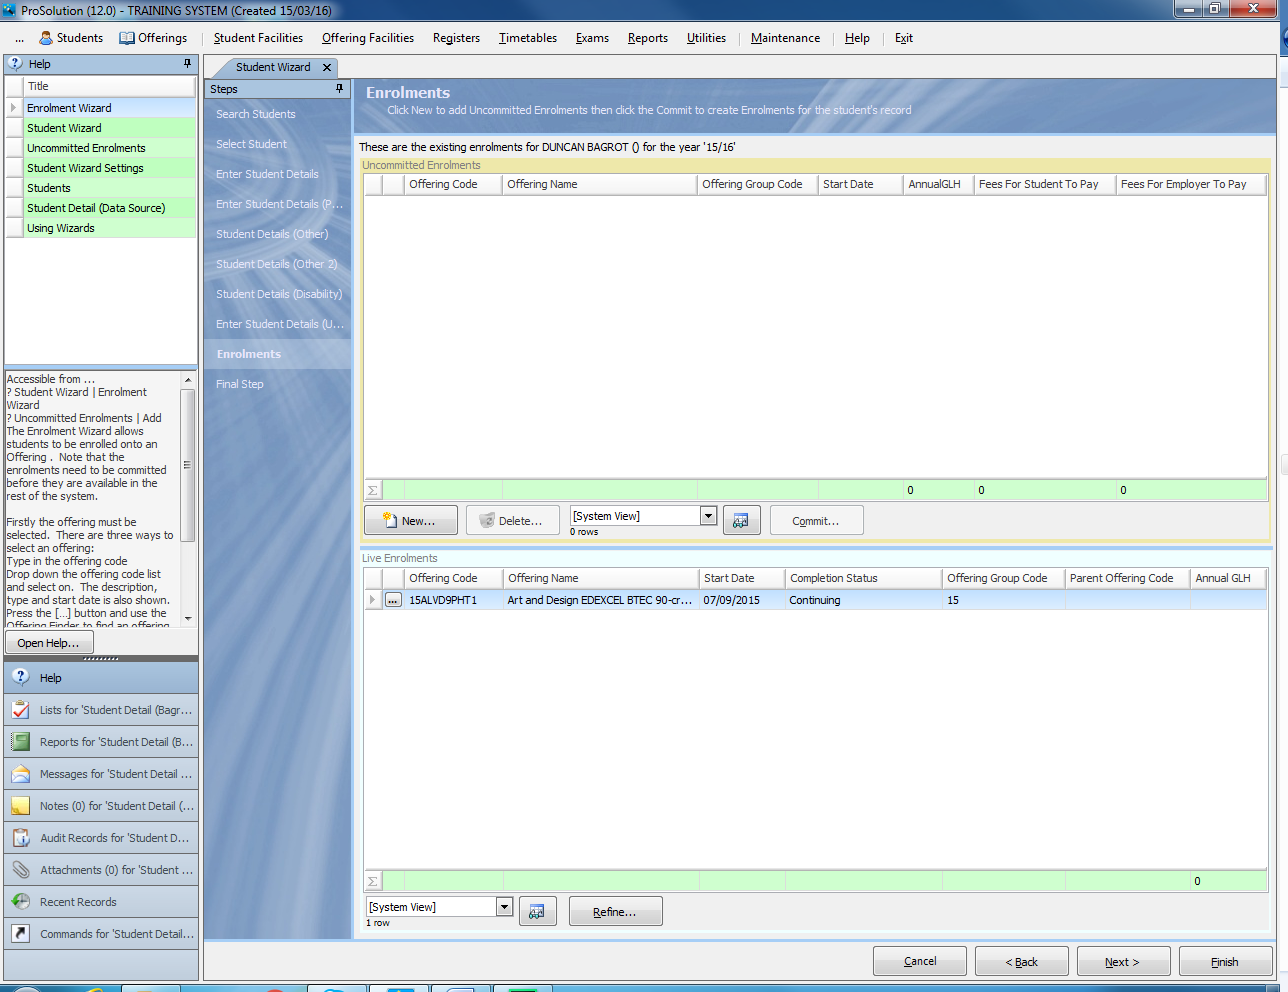 ProSolution (12.0) - TRAINING SYSTEM (Created 15/03/16)
... Students Offerings Student Facilities Offering Facilities Registers Timetables Exams Reports Utilities Maintenance Help Exit
Help
Title
Enrolment Wizard
Student Wizard
Uncommitted Enrolments
Student Wizard Settings
Students
Student Detail (Data Source)
Using Wizards
Accessible from ...
? Student Wizard | Enrolment
Wizard
? Uncommitted Enrolments | Add
The Enrolment Wizard allows
students to be enrolled onto an
Offering . Note that the
enrolments need to be committed
before they are available in the
rest of the system.
Firstly the offering must be
selected. There are three ways to
select an offering:
Type in the offering code
Drop down the offering code list
and select on. The description,
type and start date is also shown.
Press the [...] button and use the
Offering Finder to find an offering
Open Help...
Help
Lists for 'Student Detail (Bagr...
Reports for 'Student Detail (B...
Messages for 'Student Detail ...
Notes (0) for 'Student Detail (...
Audit Records for 'Student D...
Attachments (0) for 'Student ...
Recent Records
Commands for 'Student Detail...
Student Wizard
Steps
Search Students
Select Student
Enter Student Details
Enter Student Details (P...
Student Details (Other)
Student Details (Other 2)
Student Details (Disability)
Enter Student Details (U...
Enrolments
Final Step
Enrolments
Click New to add Uncommitted Enrolments then click the Commit to create Enrolments for the student's record
These are the existing enrolments for DUNCAN BAGROT () for the year '15/16'
Uncommitted Enrolments
Offering Code Offering Name Offering Group Code Start Date AnnualGLH Fees For Student To Pay Fees For Employer To Pay
Σ 0 0 0
New... Delete... [System View] Commit...
0 rows
Live Enrolments
Offering Code Offering Name Start Date Completion Status Offering Group Code Parent Offering Code Annual GLH
... 15ALVD9PHT1 Art and Design EDEXCEL BTEC 90-cr... 07/09/2015 Continuing 15
Σ 0
[System View] Refine...
1 row
Cancel < Back Next > Finish